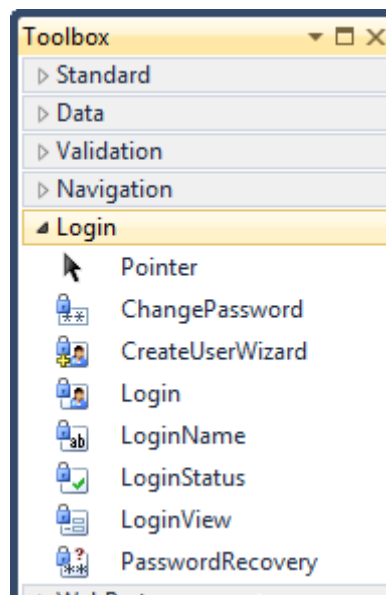 Toolbox
Standard
Data
Validation
Navigation
Login
Pointer
ChangePassword
CreateUserWizard
Login
LoginName
LoginStatus
LoginView
PasswordRecovery